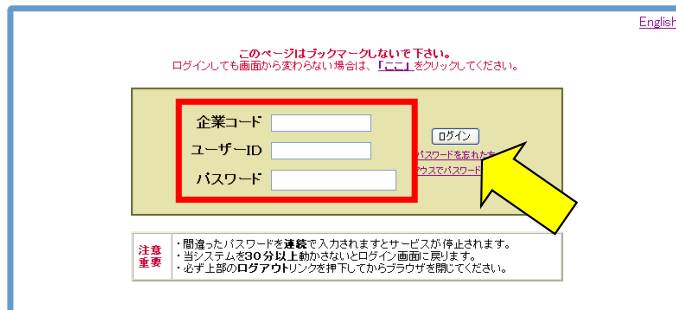 English
このページはブックマークしないで下さい。
ログインしても画面から変わらない場合は、「ここ」をクリックしてください。
企業コード
ユーザーID
ログイン
パスワードを忘れた
パスワード
ウスでパスワード
注意
重要
・間違ったパスワードを連続で入力されますとサービスが停止されます。
・当システムを30分以上動かさないとログイン画面に戻ります。
・必ず上部のログアウトリンクを押下してからブラウザを閉じてください。